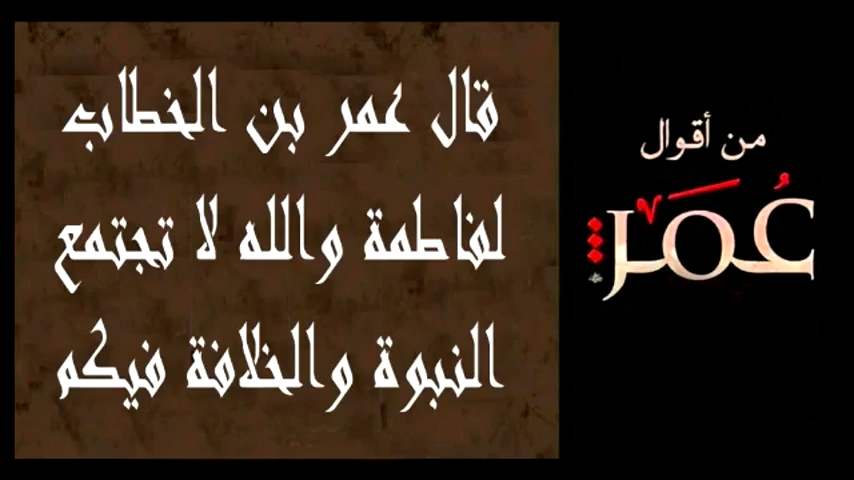 قال عمر بن الخطاب
لفاطمة والله لا تجتمع
النبوة والخلافة فيكم
من أقوال
عُمَر